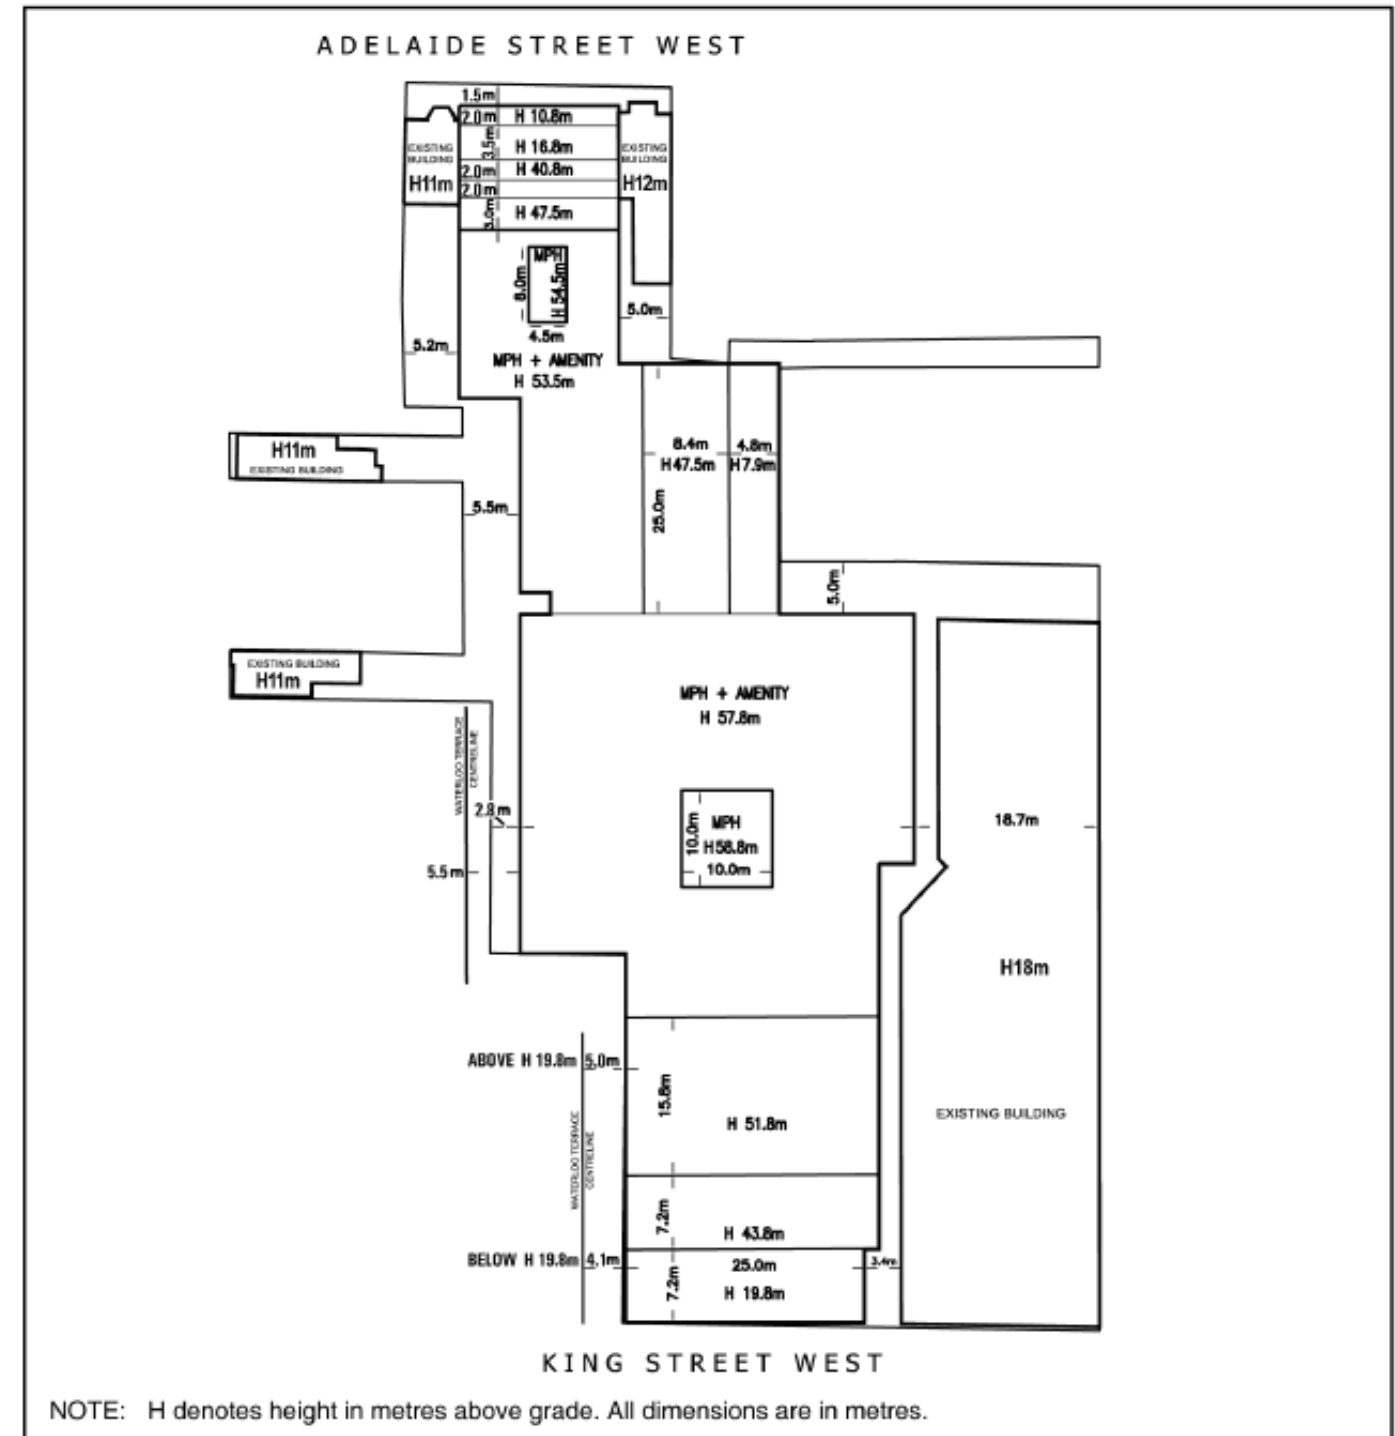 ADELAIDE STREET WEST
1.5m
2.0m H 10.8m
3.5m H 16.8m
EXISTING
BUILDING
H11m
EXISTING
BUILDING
H12m
2.0m H 40.8m
2.0m
3.0m H 47.5m
MPH
H 54.5m
8.0m
4.5m
5.0m
5.2m
MPH + AMENITY
H 53.5m
H11m
EXISTING BUILDING
8.4m 4.8m
H 47.5m H 7.9m
25.0m
5.5m
5.0m
EXISTING BUILDING
H11m
MPH + AMENITY
H 57.8m
WATERLOO TERRACE
CENTRELINE
2.8m
MPH
H 58.8m
10.0m
10.0m
18.7m
5.5m
H18m
ABOVE H 19.8m 5.0m
15.8m
H 51.8m
EXISTING BUILDING
WATERLOO TERRACE
CENTRELINE
7.2m
H 43.8m
BELOW H 19.8m 4.1m
25.0m
3.4m
7.2m
H 19.8m
KING STREET WEST
NOTE: H denotes height in metres above grade. All dimensions are in metres.